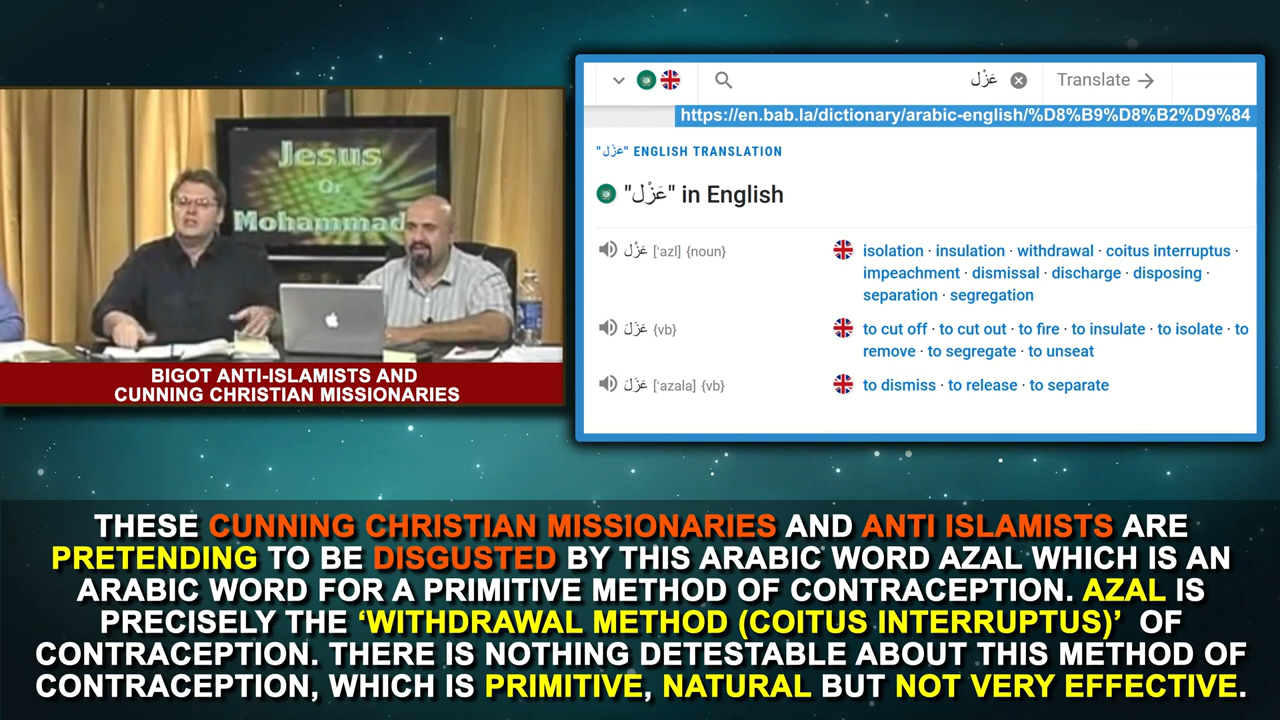 Jesus
Or
Mohammad
BIGOT ANTI-ISLAMISTS AND
CUNNING CHRISTIAN MISSIONARIES
عَزْل
Translate →
https://en.bab.la/dictionary/arabic-english/%D8%B9%D8%B2%D9%84
"عَزْل" ENGLISH TRANSLATION
"عَزْل" in English
عَزْل ['azl] {noun}
isolation · insulation · withdrawal · coitus interruptus ·
impeachment · dismissal · discharge · disposing ·
separation · segregation
عَزَلَ {vb}
to cut off · to cut out · to fire · to insulate · to isolate · to
remove · to segregate · to unseat
عَزَلَ ['azala] {vb}
to dismiss · to release · to separate
THESE CUNNING CHRISTIAN MISSIONARIES AND ANTI ISLAMISTS ARE
PRETENDING TO BE DISGUSTED BY THIS ARABIC WORD AZAL WHICH IS AN
ARABIC WORD FOR A PRIMITIVE METHOD OF CONTRACEPTION. AZAL IS
PRECISELY THE ‘WITHDRAWAL METHOD (COITUS INTERRUPTUS)’ OF
CONTRACEPTION. THERE IS NOTHING DETESTABLE ABOUT THIS METHOD OF
CONTRACEPTION, WHICH IS PRIMITIVE, NATURAL BUT NOT VERY EFFECTIVE.